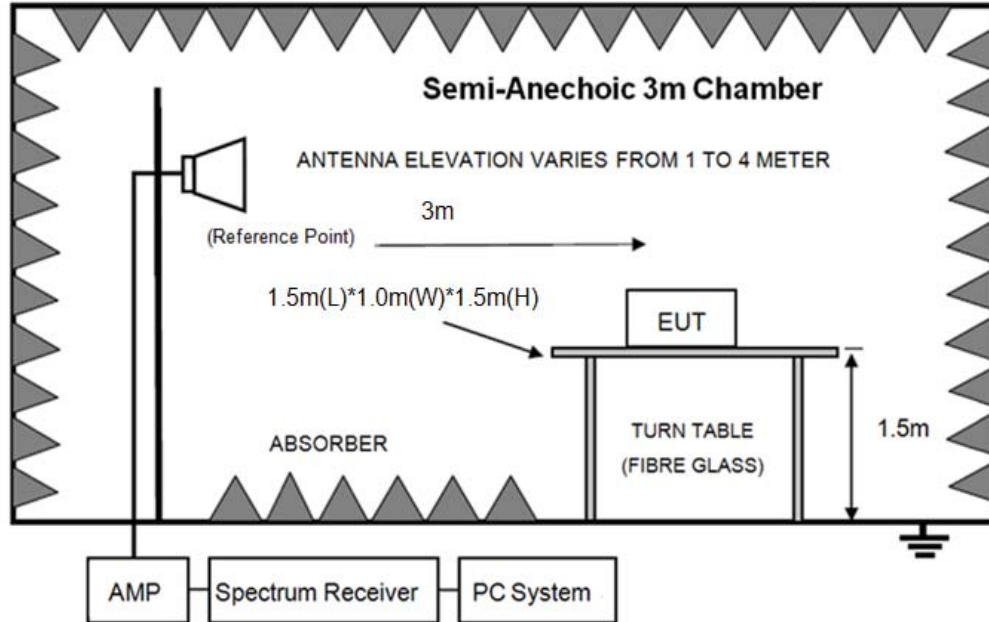 Semi-Anechoic 3m Chamber
ANTENNA ELEVATION VARIES FROM 1 TO 4 METER
3m
(Reference Point)
1.5m(L)*1.0m(W)*1.5m(H)
EUT
ABSORBER
TURN TABLE
(FIBRE GLASS)
1.5m
AMP
Spectrum Receiver
PC System